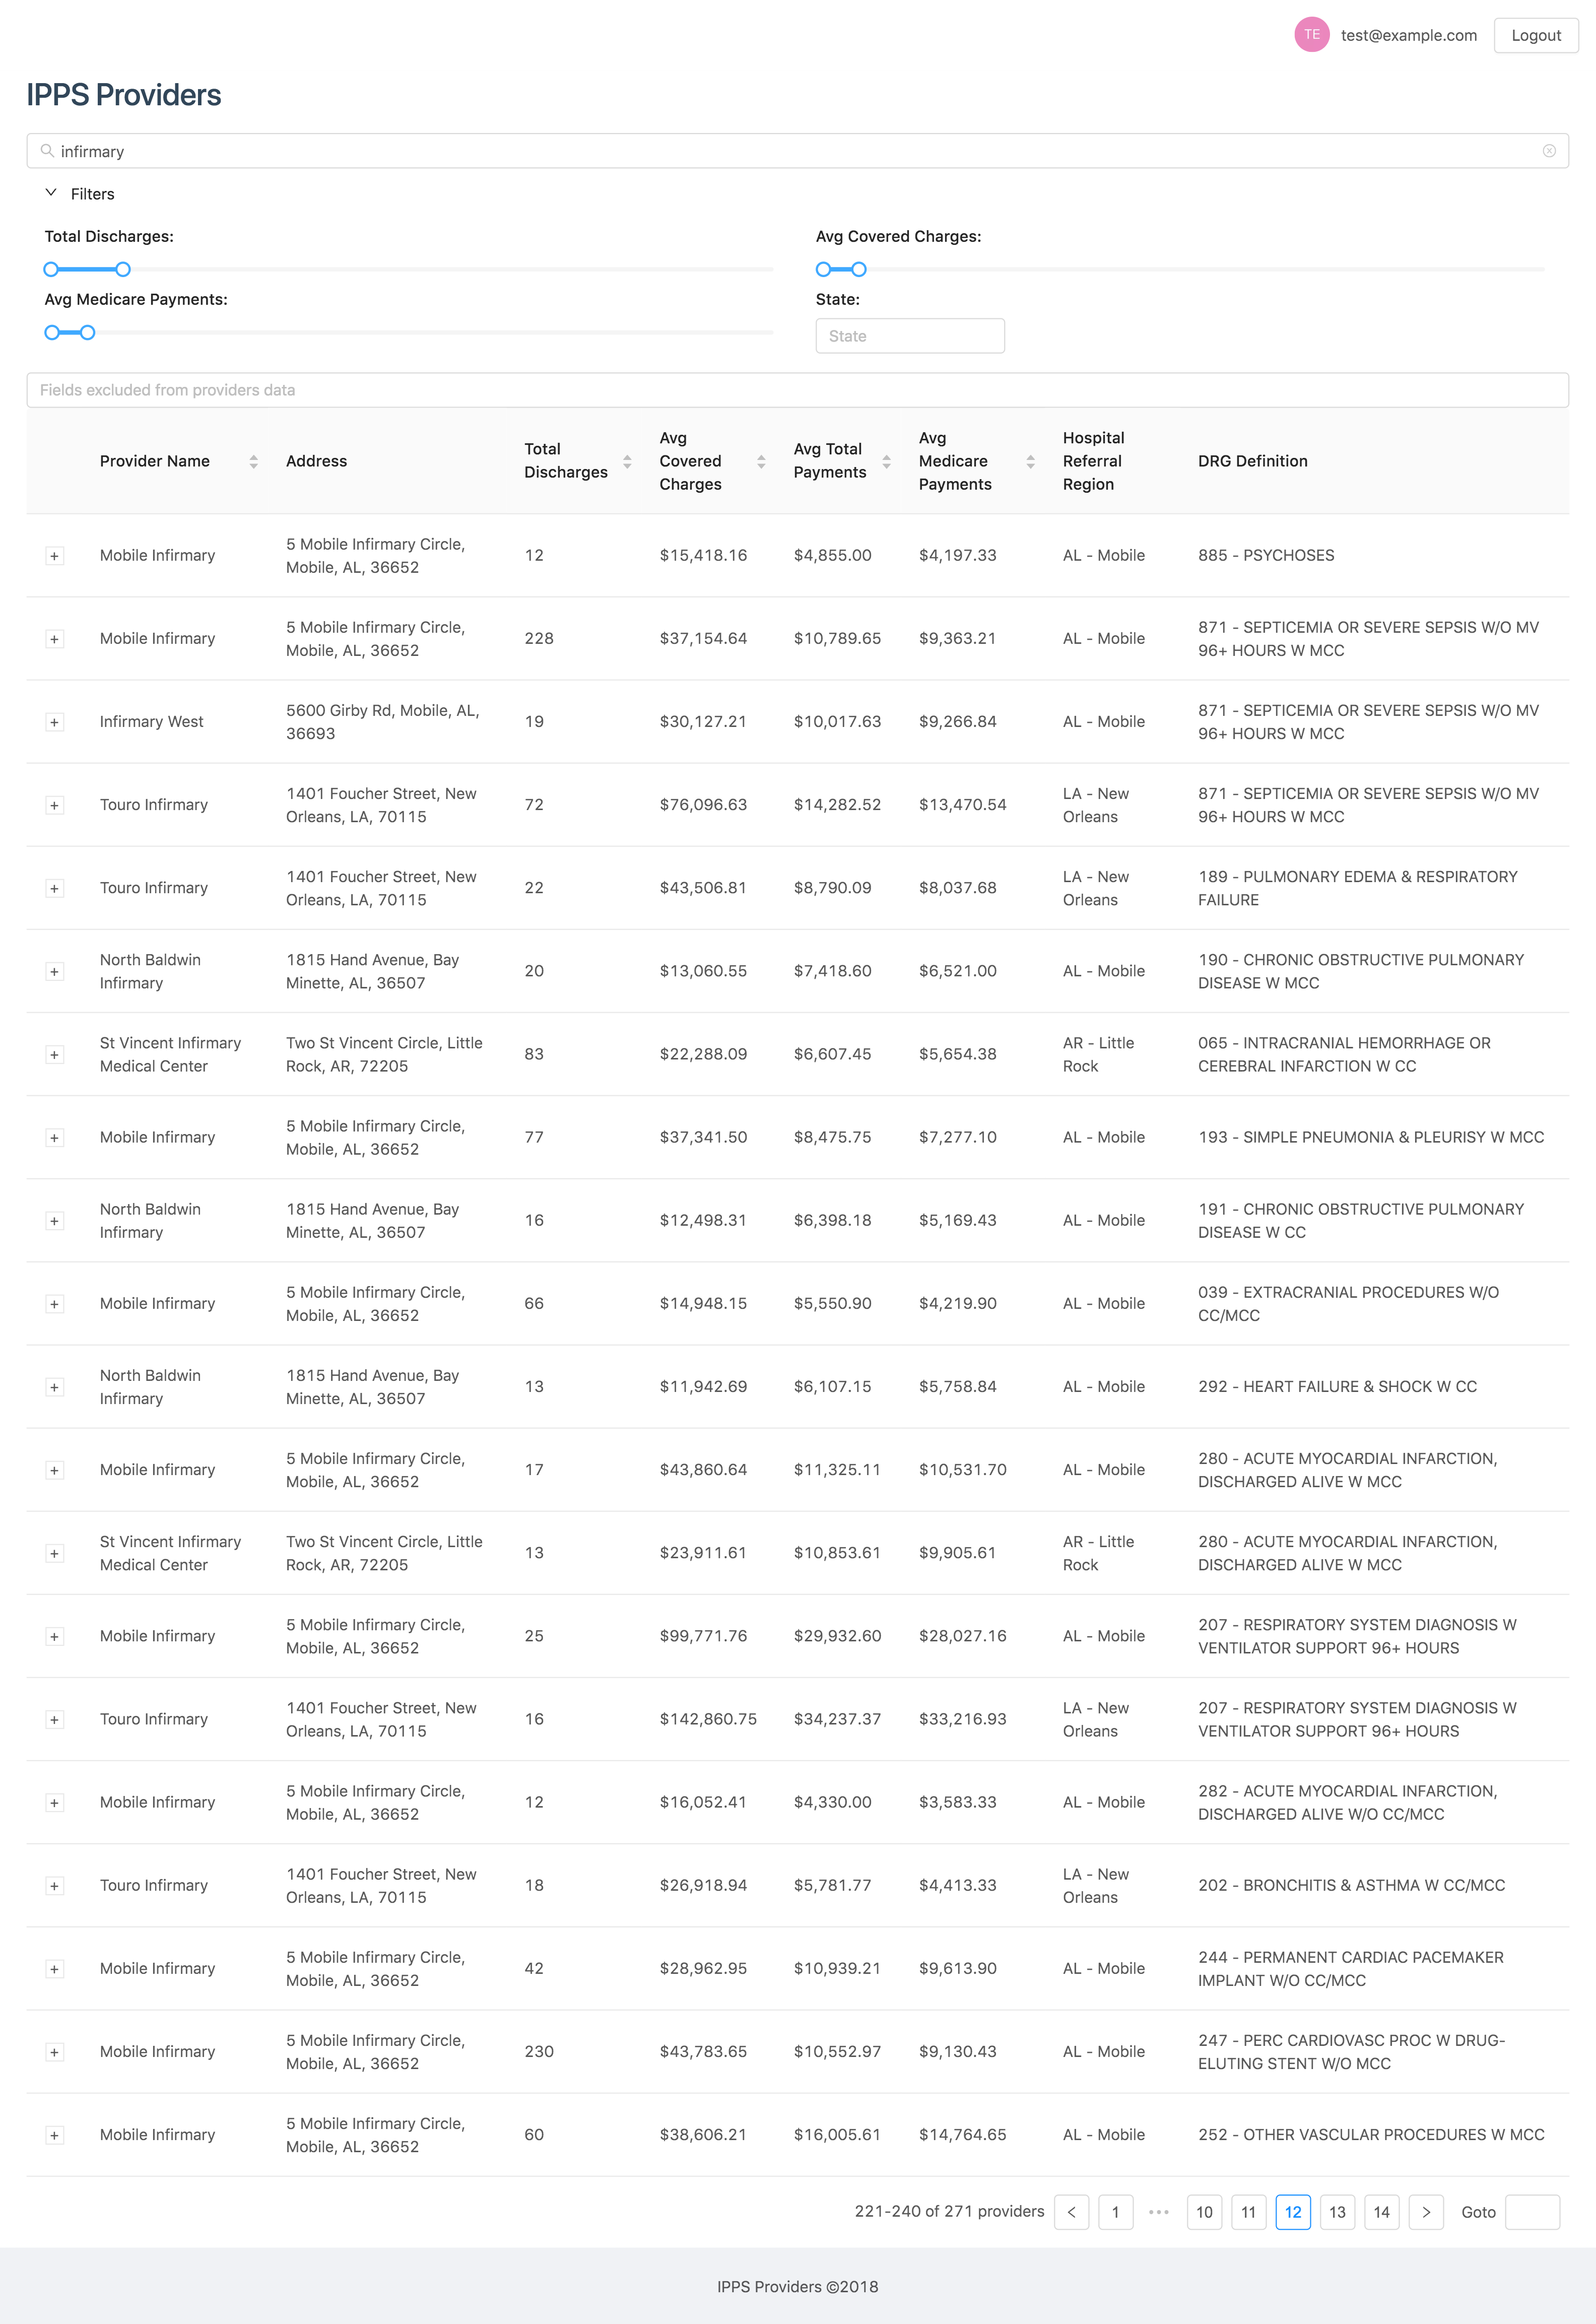 TE test@example.com Logout
IPPS Providers
infirmary
Filters
Total Discharges: Avg Covered Charges:
Avg Medicare Payments: State:
State
Fields excluded from providers data
Provider Name Address Total Discharges Avg Covered Charges Avg Total Payments Avg Medicare Payments Hospital Referral Region DRG Definition
Mobile Infirmary 5 Mobile Infirmary Circle, Mobile, AL, 36652 12 $15,418.16 $4,855.00 $4,197.33 AL - Mobile 885 - PSYCHOSES
Mobile Infirmary 5 Mobile Infirmary Circle, Mobile, AL, 36652 228 $37,154.64 $10,789.65 $9,363.21 AL - Mobile 871 - SEPTICEMIA OR SEVERE SEPSIS W/O MV 96+ HOURS W MCC
Infirmary West 5600 Girby Rd, Mobile, AL, 36693 19 $30,127.21 $10,017.63 $9,266.84 AL - Mobile 871 - SEPTICEMIA OR SEVERE SEPSIS W/O MV 96+ HOURS W MCC
Touro Infirmary 1401 Foucher Street, New Orleans, LA, 70115 72 $76,096.63 $14,282.52 $13,470.54 LA - New Orleans 871 - SEPTICEMIA OR SEVERE SEPSIS W/O MV 96+ HOURS W MCC
Touro Infirmary 1401 Foucher Street, New Orleans, LA, 70115 22 $43,506.81 $8,790.09 $8,037.68 LA - New Orleans 189 - PULMONARY EDEMA & RESPIRATORY FAILURE
North Baldwin Infirmary 1815 Hand Avenue, Bay Minette, AL, 36507 20 $13,060.55 $7,418.60 $6,521.00 AL - Mobile 190 - CHRONIC OBSTRUCTIVE PULMONARY DISEASE W MCC
St Vincent Infirmary Medical Center Two St Vincent Circle, Little Rock, AR, 72205 83 $22,288.09 $6,607.45 $5,654.38 AR - Little Rock 065 - INTRACRANIAL HEMORRHAGE OR CEREBRAL INFARCTION W CC
Mobile Infirmary 5 Mobile Infirmary Circle, Mobile, AL, 36652 77 $37,341.50 $8,475.75 $7,277.10 AL - Mobile 193 - SIMPLE PNEUMONIA & PLEURISY W MCC
North Baldwin Infirmary 1815 Hand Avenue, Bay Minette, AL, 36507 16 $12,498.31 $6,398.18 $5,169.43 AL - Mobile 191 - CHRONIC OBSTRUCTIVE PULMONARY DISEASE W CC
Mobile Infirmary 5 Mobile Infirmary Circle, Mobile, AL, 36652 66 $14,948.15 $5,550.90 $4,219.90 AL - Mobile 039 - EXTRACRANIAL PROCEDURES W/O CC/MCC
North Baldwin Infirmary 1815 Hand Avenue, Bay Minette, AL, 36507 13 $11,942.69 $6,107.15 $5,758.84 AL - Mobile 292 - HEART FAILURE & SHOCK W CC
Mobile Infirmary 5 Mobile Infirmary Circle, Mobile, AL, 36652 17 $43,860.64 $11,325.11 $10,531.70 AL - Mobile 280 - ACUTE MYOCARDIAL INFARCTION, DISCHARGED ALIVE W MCC
St Vincent Infirmary Medical Center Two St Vincent Circle, Little Rock, AR, 72205 13 $23,911.61 $10,853.61 $9,905.61 AR - Little Rock 280 - ACUTE MYOCARDIAL INFARCTION, DISCHARGED ALIVE W MCC
Mobile Infirmary 5 Mobile Infirmary Circle, Mobile, AL, 36652 25 $99,771.76 $29,932.60 $28,027.16 AL - Mobile 207 - RESPIRATORY SYSTEM DIAGNOSIS W VENTILATOR SUPPORT 96+ HOURS
Touro Infirmary 1401 Foucher Street, New Orleans, LA, 70115 16 $142,860.75 $34,237.37 $33,216.93 LA - New Orleans 207 - RESPIRATORY SYSTEM DIAGNOSIS W VENTILATOR SUPPORT 96+ HOURS
Mobile Infirmary 5 Mobile Infirmary Circle, Mobile, AL, 36652 12 $16,052.41 $4,330.00 $3,583.33 AL - Mobile 282 - ACUTE MYOCARDIAL INFARCTION, DISCHARGED ALIVE W/O CC/MCC
Touro Infirmary 1401 Foucher Street, New Orleans, LA, 70115 18 $26,918.94 $5,781.77 $4,413.33 LA - New Orleans 202 - BRONCHITIS & ASTHMA W CC/MCC
Mobile Infirmary 5 Mobile Infirmary Circle, Mobile, AL, 36652 42 $28,962.95 $10,939.21 $9,613.90 AL - Mobile 244 - PERMANENT CARDIAC PACEMAKER IMPLANT W/O CC/MCC
Mobile Infirmary 5 Mobile Infirmary Circle, Mobile, AL, 36652 230 $43,783.65 $10,552.97 $9,130.43 AL - Mobile 247 - PERC CARDIOVASC PROC W DRUG-ELUTING STENT W/O MCC
Mobile Infirmary 5 Mobile Infirmary Circle, Mobile, AL, 36652 60 $38,606.21 $16,005.61 $14,764.65 AL - Mobile 252 - OTHER VASCULAR PROCEDURES W MCC
221-240 of 271 providers < 1 ••• 10 11 12 13 14 > Goto
IPPS Providers ©2018